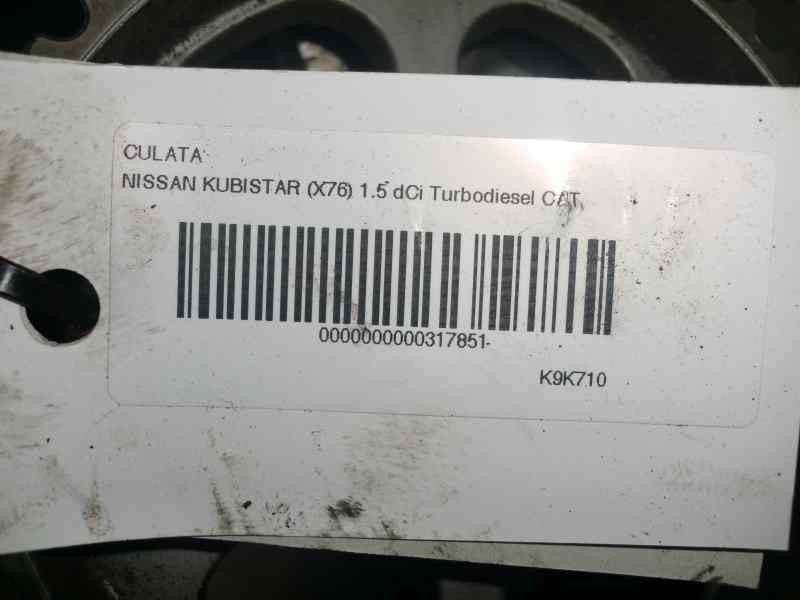 CULATA
NISSAN KUBISTAR (X76) 1.5 dCi Turbodiesel CAT
0000000000317851
K9K710